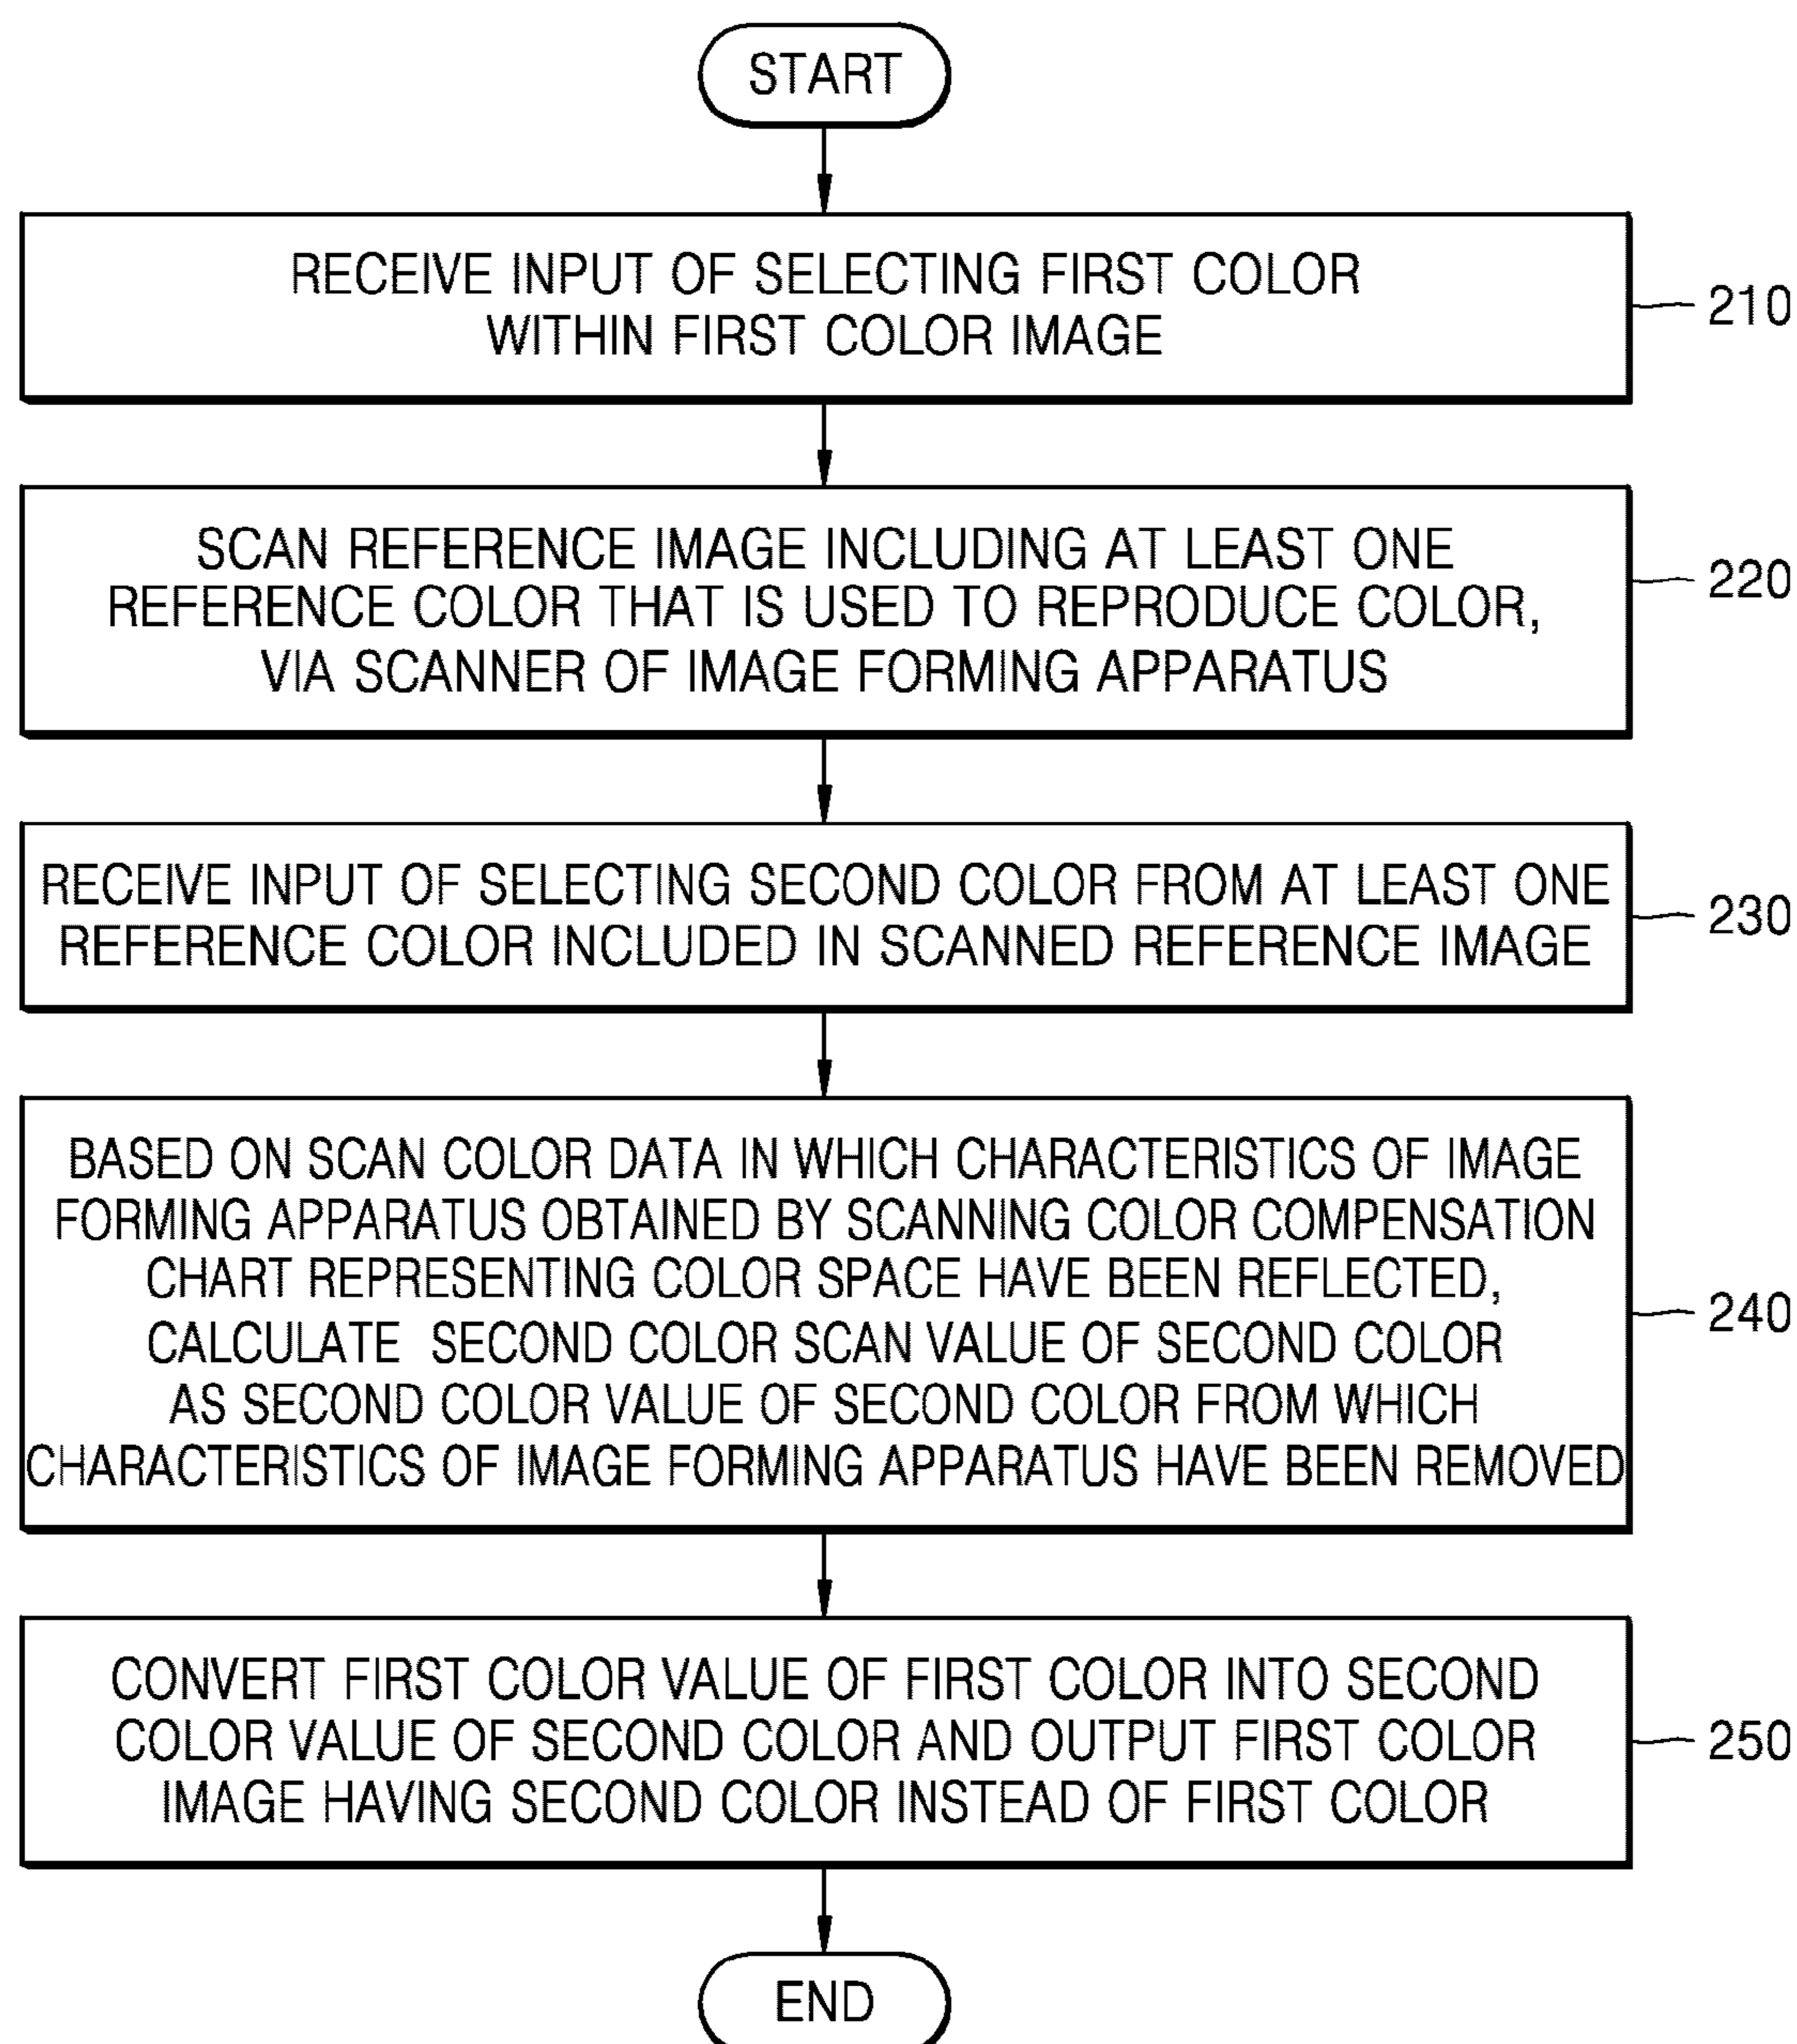 START
RECEIVE INPUT OF SELECTING FIRST COLOR
WITHIN FIRST COLOR IMAGE
210
SCAN REFERENCE IMAGE INCLUDING AT LEAST ONE
REFERENCE COLOR THAT IS USED TO REPRODUCE COLOR,
VIA SCANNER OF IMAGE FORMING APPARATUS
220
RECEIVE INPUT OF SELECTING SECOND COLOR FROM AT LEAST ONE
REFERENCE COLOR INCLUDED IN SCANNED REFERENCE IMAGE
230
BASED ON SCAN COLOR DATA IN WHICH CHARACTERISTICS OF IMAGE
FORMING APPARATUS OBTAINED BY SCANNING COLOR COMPENSATION
CHART REPRESENTING COLOR SPACE HAVE BEEN REFLECTED,
CALCULATE SECOND COLOR SCAN VALUE OF SECOND COLOR
AS SECOND COLOR VALUE OF SECOND COLOR FROM WHICH
CHARACTERISTICS OF IMAGE FORMING APPARATUS HAVE BEEN REMOVED
240
CONVERT FIRST COLOR VALUE OF FIRST COLOR INTO SECOND
COLOR VALUE OF SECOND COLOR AND OUTPUT FIRST COLOR
IMAGE HAVING SECOND COLOR INSTEAD OF FIRST COLOR
250
END